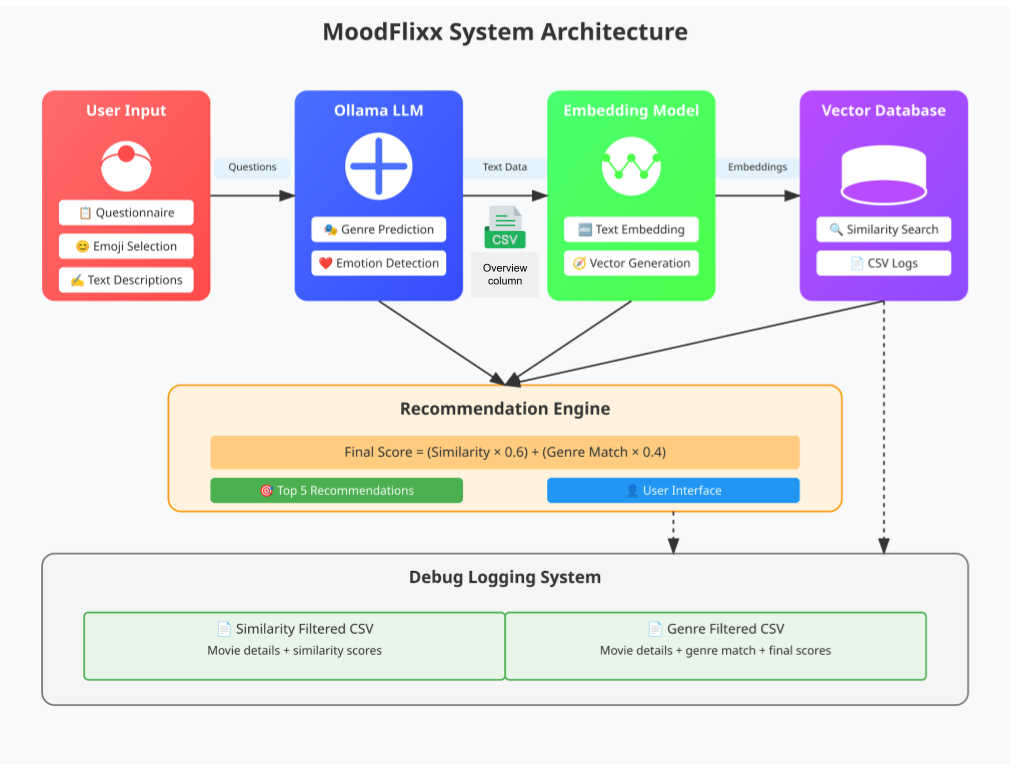 MoodFlixx System Architecture
User Input
📋 Questionnaire
😊 Emoji Selection
✍️ Text Descriptions
Questions
Ollama LLM
🎭 Genre Prediction
❤️ Emotion Detection
Text Data
CSV
Overview
column
Embedding Model
🔤 Text Embedding
🧭 Vector Generation
Embeddings
Vector Database
🔍 Similarity Search
📄 CSV Logs
Recommendation Engine
Final Score = (Similarity × 0.6) + (Genre Match × 0.4)
🎯 Top 5 Recommendations
👤 User Interface
Debug Logging System
📄 Similarity Filtered CSV
Movie details + similarity scores
📄 Genre Filtered CSV
Movie details + genre match + final scores